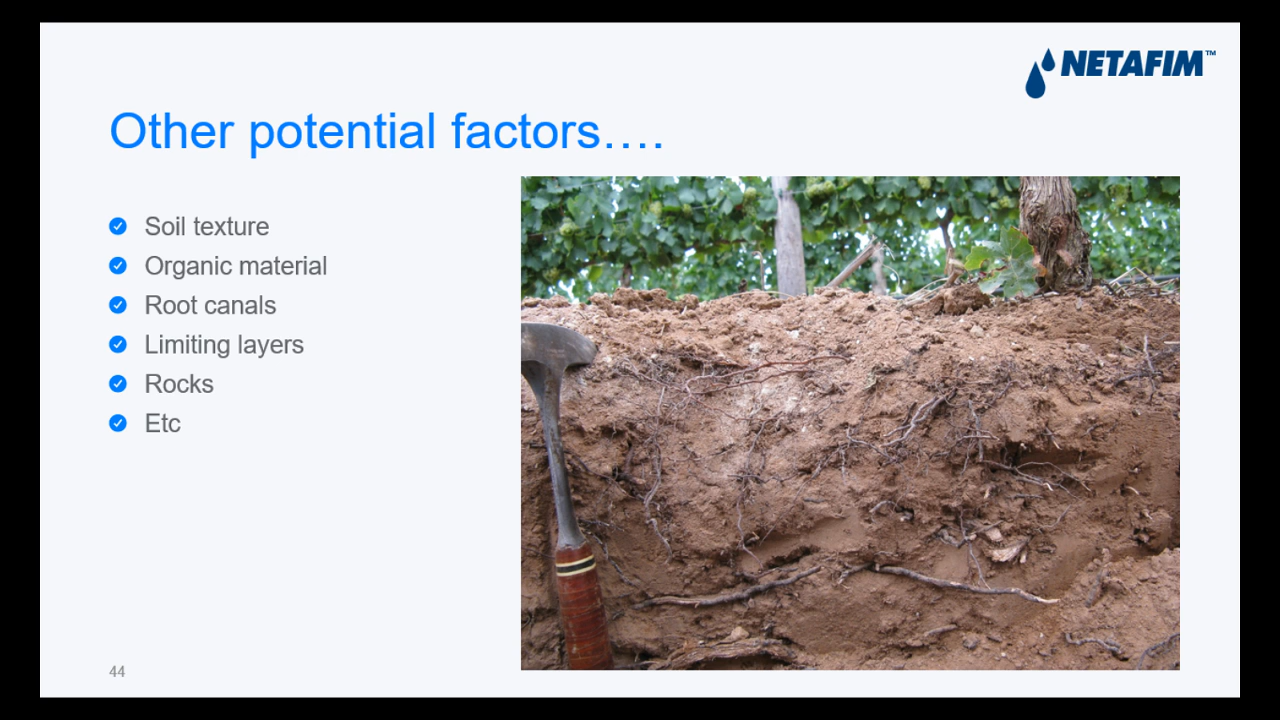 NETAFIM™
Other potential factors....
Soil texture
Organic material
Root canals
Limiting layers
Rocks
Etc
44